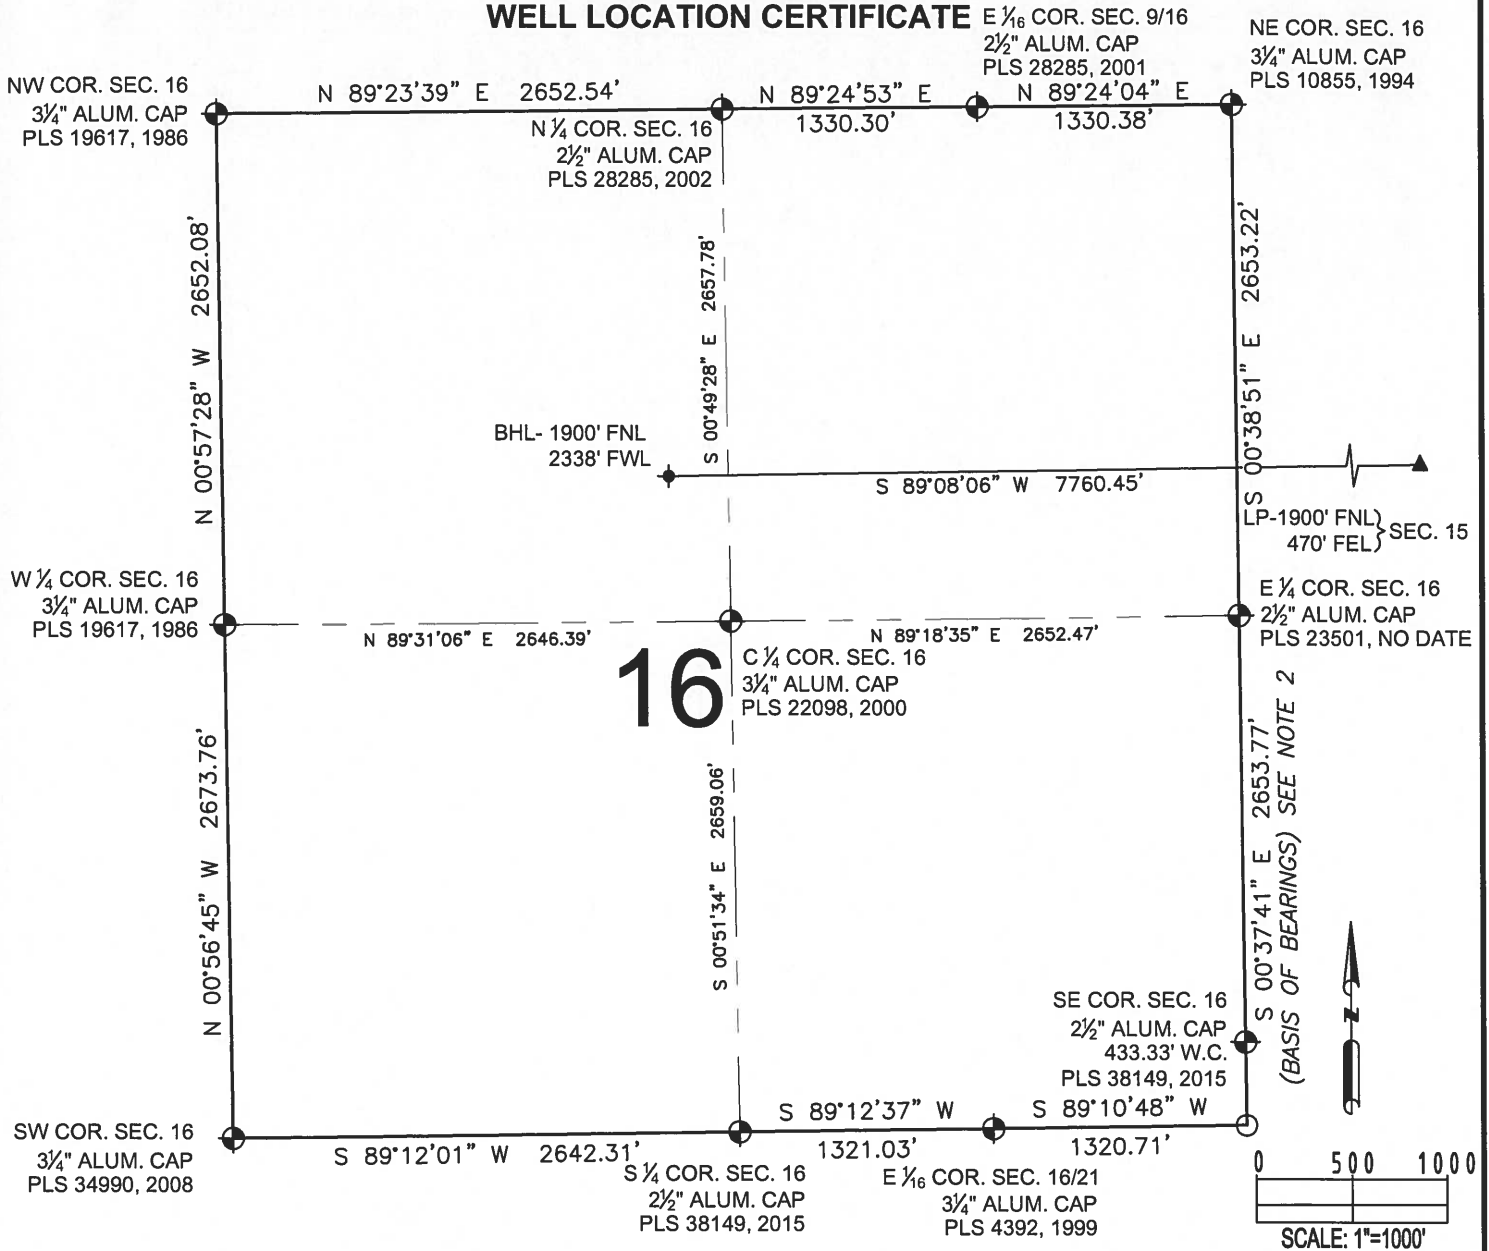 WELL LOCATION CERTIFICATE
E 1/16 COR. SEC. 9/16
2½" ALUM. CAP
PLS 28285, 2001
NE COR. SEC. 16
3¼" ALUM. CAP
PLS 10855, 1994
NW COR. SEC. 16
3¼" ALUM. CAP
PLS 19617, 1986
N 89°23'39" E 2652.54'
N 89°24'53" E
1330.30'
N 89°24'04" E
1330.38'
N ¼ COR. SEC. 16
2½" ALUM. CAP
PLS 28285, 2002
N 00°57'28" W 2652.08'
S 00°49'28" E 2657.78'
S 00°38'51" E 2653.22'
BHL- 1900' FNL
2338' FWL
S 89°08'06" W 7760.45'
LP-1900' FNL
470' FEL
} SEC. 15
W ¼ COR. SEC. 16
3¼" ALUM. CAP
PLS 19617, 1986
N 89°31'06" E 2646.39'
N 89°18'35" E 2652.47'
E ¼ COR. SEC. 16
2½" ALUM. CAP
PLS 23501, NO DATE
16
C ¼ COR. SEC. 16
3¼" ALUM. CAP
PLS 22098, 2000
N 00°56'45" W 2673.76'
S 00°51'34" E 2659.06'
S 00°37'41" E 2653.77'
(BASIS OF BEARINGS) SEE NOTE 2
SE COR. SEC. 16
2½" ALUM. CAP
433.33' W.C.
PLS 38149, 2015
N
SW COR. SEC. 16
3¼" ALUM. CAP
PLS 34990, 2008
S 89°12'01" W 2642.31'
S 89°12'37" W
1321.03'
S 89°10'48" W
1320.71'
S ¼ COR. SEC. 16
2½" ALUM. CAP
PLS 38149, 2015
E 1/16 COR. SEC. 16/21
3¼" ALUM. CAP
PLS 4392, 1999
0 500 1000
SCALE: 1"=1000'